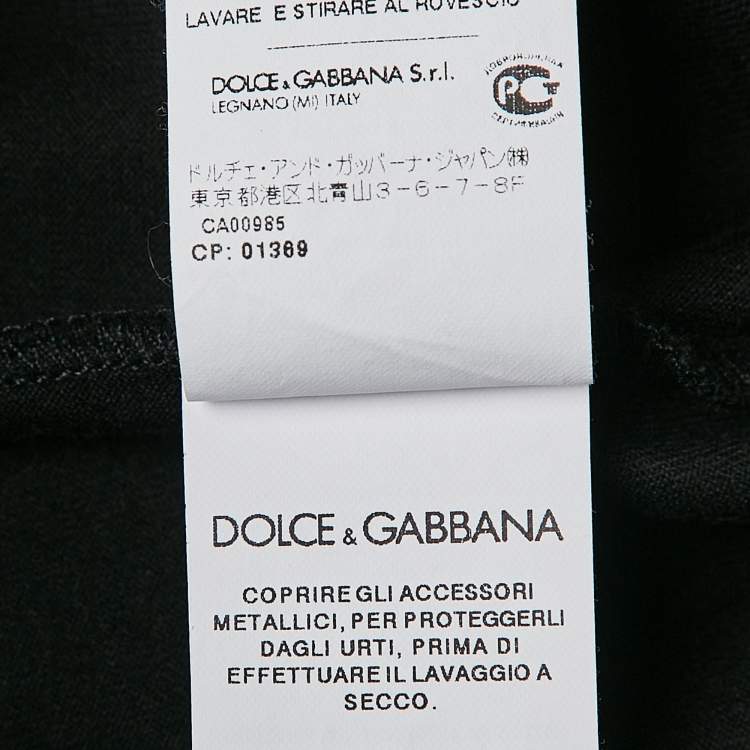 LAVARE E STIRARE AL ROVESCIO
DOLCE & GABBANA S.r.l.
LEGNANO (MI) ITALY
ДОБРОВОЛЬНАЯ
РСТ
СЕРТИФИКАЦИЯ
ドルチェ・アンド・ガッバーナ・ジャパン(株)
東京都港区北青山3-6-7-8F
CA00985
CP: 01369
DOLCE & GABBANA
COPRIRE GLI ACCESSORI
METALLICI, PER PROTEGGERLI
DAGLI URTI, PRIMA DI
EFFETTUARE IL LAVAGGIO A
SECCO.